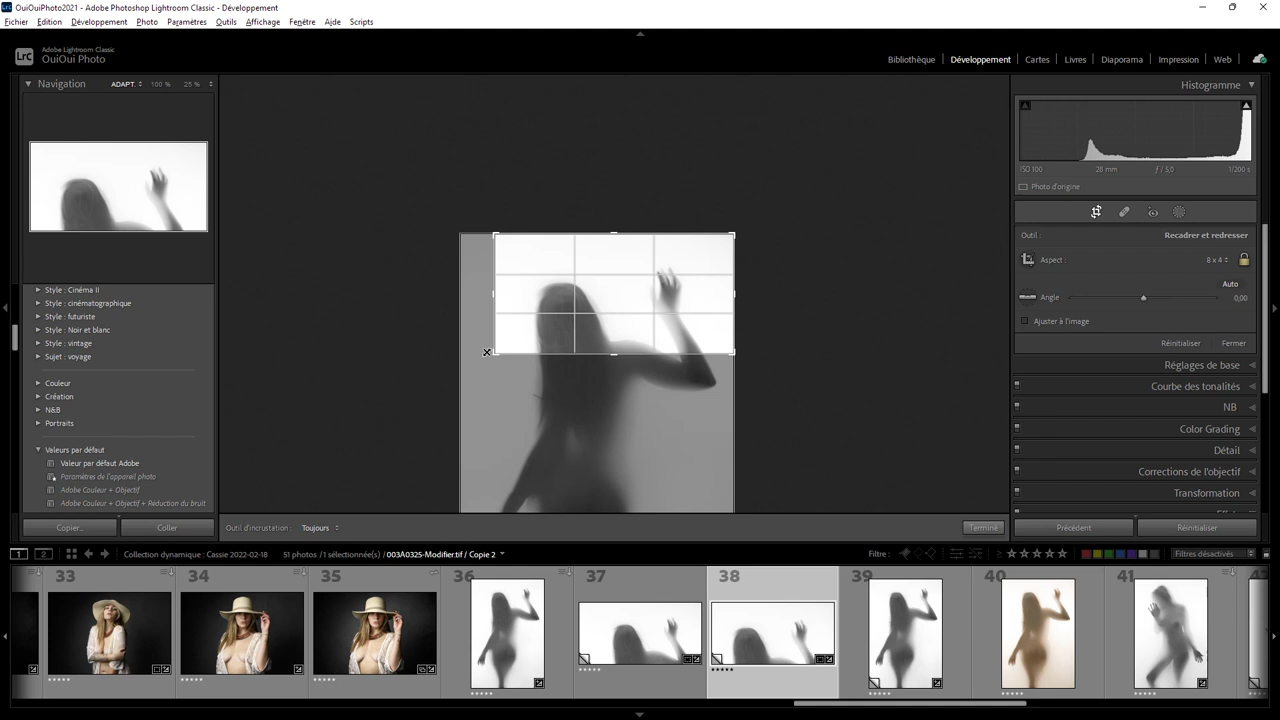 OuiOuiPhoto2021 - Adobe Photoshop Lightroom Classic - Développement
Fichier Edition Développement Photo Paramètres Outils Affichage Fenêtre Aide Scripts
Lrc
Adobe Lightroom Classic
OuiOui Photo
Bibliothèque Développement Cartes Livres Diaporama Impression Web
Navigation ADAPT. 100 % 25 %
Style : Cinéma II
Style : cinématographique
Style : futuriste
Style : Noir et blanc
Style : vintage
Sujet : voyage
Couleur
Création
N&B
Portraits
Valeurs par défaut
Valeur par défaut Adobe
Paramètres de l'appareil photo
Adobe Couleur + Objectif
Adobe Couleur + Objectif + Réduction du bruit
Copier... Coller
Outil d'incrustation : Toujours
Terminé
Histogramme
ISO 100 28 mm ƒ / 5,0 1/200 s
Photo d'origine
Outil : Recadrer et redresser
Aspect : 8 x 4
Auto
Angle 0,00
Ajuster à l'image
Réinitialiser Fermer
Réglages de base
Courbe des tonalités
NB
Color Grading
Détail
Corrections de l'objectif
Transformation
Précédent Réinitialiser
1 2 Collection dynamique : Cassie 2022-02-18 51 photos / 1 sélectionnée(s) / 003A0325-Modifier.tif / Copie 2 Filtre : Filtres désactivés
33 34 35 36 37 38 39 40 41